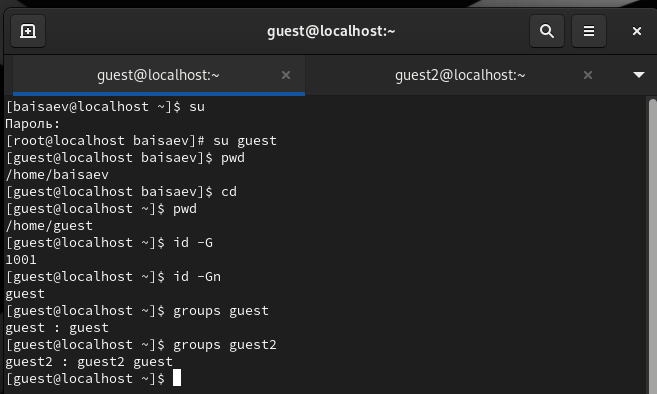 guest@localhost:~
guest@localhost:~
guest2@localhost:~
[baisaev@localhost ~]$ su
Пароль:
[root@localhost baisaev]# su guest
[guest@localhost baisaev]$ pwd
/home/baisaev
[guest@localhost baisaev]$ cd
[guest@localhost ~]$ pwd
/home/guest
[guest@localhost ~]$ id -G
1001
[guest@localhost ~]$ id -Gn
guest
[guest@localhost ~]$ groups guest
guest : guest
[guest@localhost ~]$ groups guest2
guest2 : guest2 guest
[guest@localhost ~]$